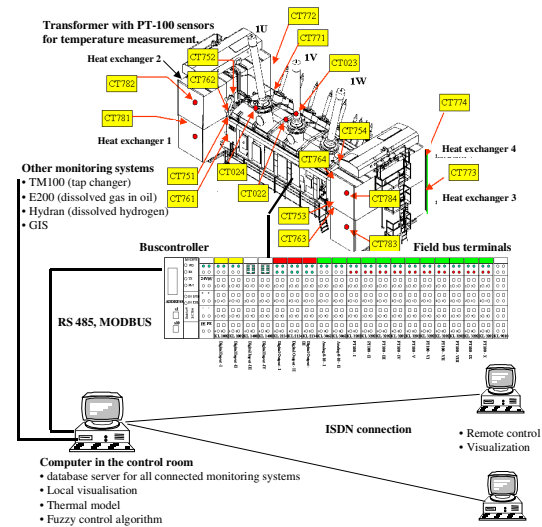 Transformer with PT-100 sensors
for temperature measurement
1U
CT772
CT771
Heat exchanger 2
CT752
1V
CT023
CT782
CT762
1W
CT774
CT781
CT754
Heat exchanger 1
CT764
Heat exchanger 4
Other monitoring systems
CT751
CT024
CT773
• TM100 (tap changer)
CT761
CT022
CT784
Heat exchanger 3
• E200 (dissolved gas in oil)
CT753
• Hydran (dissolved hydrogen)
CT763
CT783
• GIS
Buscontroller
Field bus terminals
RS 485, MODBUS
ISDN connection
• Remote control
• Visualization
Computer in the control room
• database server for all connected monitoring systems
• Local visualisation
• Thermal model
• Fuzzy control algorithm